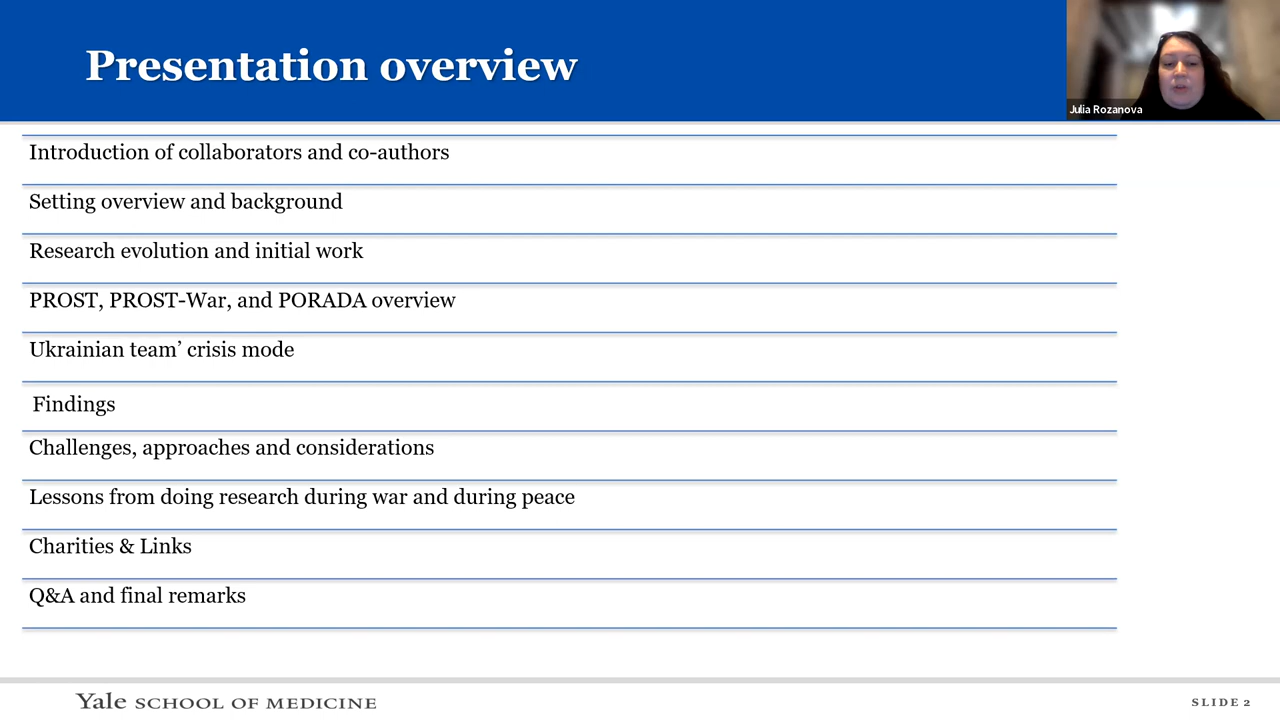 Presentation overview
Julia Rozanova
Introduction of collaborators and co-authors
Setting overview and background
Research evolution and initial work
PROST, PROST-War, and PORADA overview
Ukrainian team’ crisis mode
Findings
Challenges, approaches and considerations
Lessons from doing research during war and during peace
Charities & Links
Q&A and final remarks
Yale SCHOOL OF MEDICINE
SLIDE 2